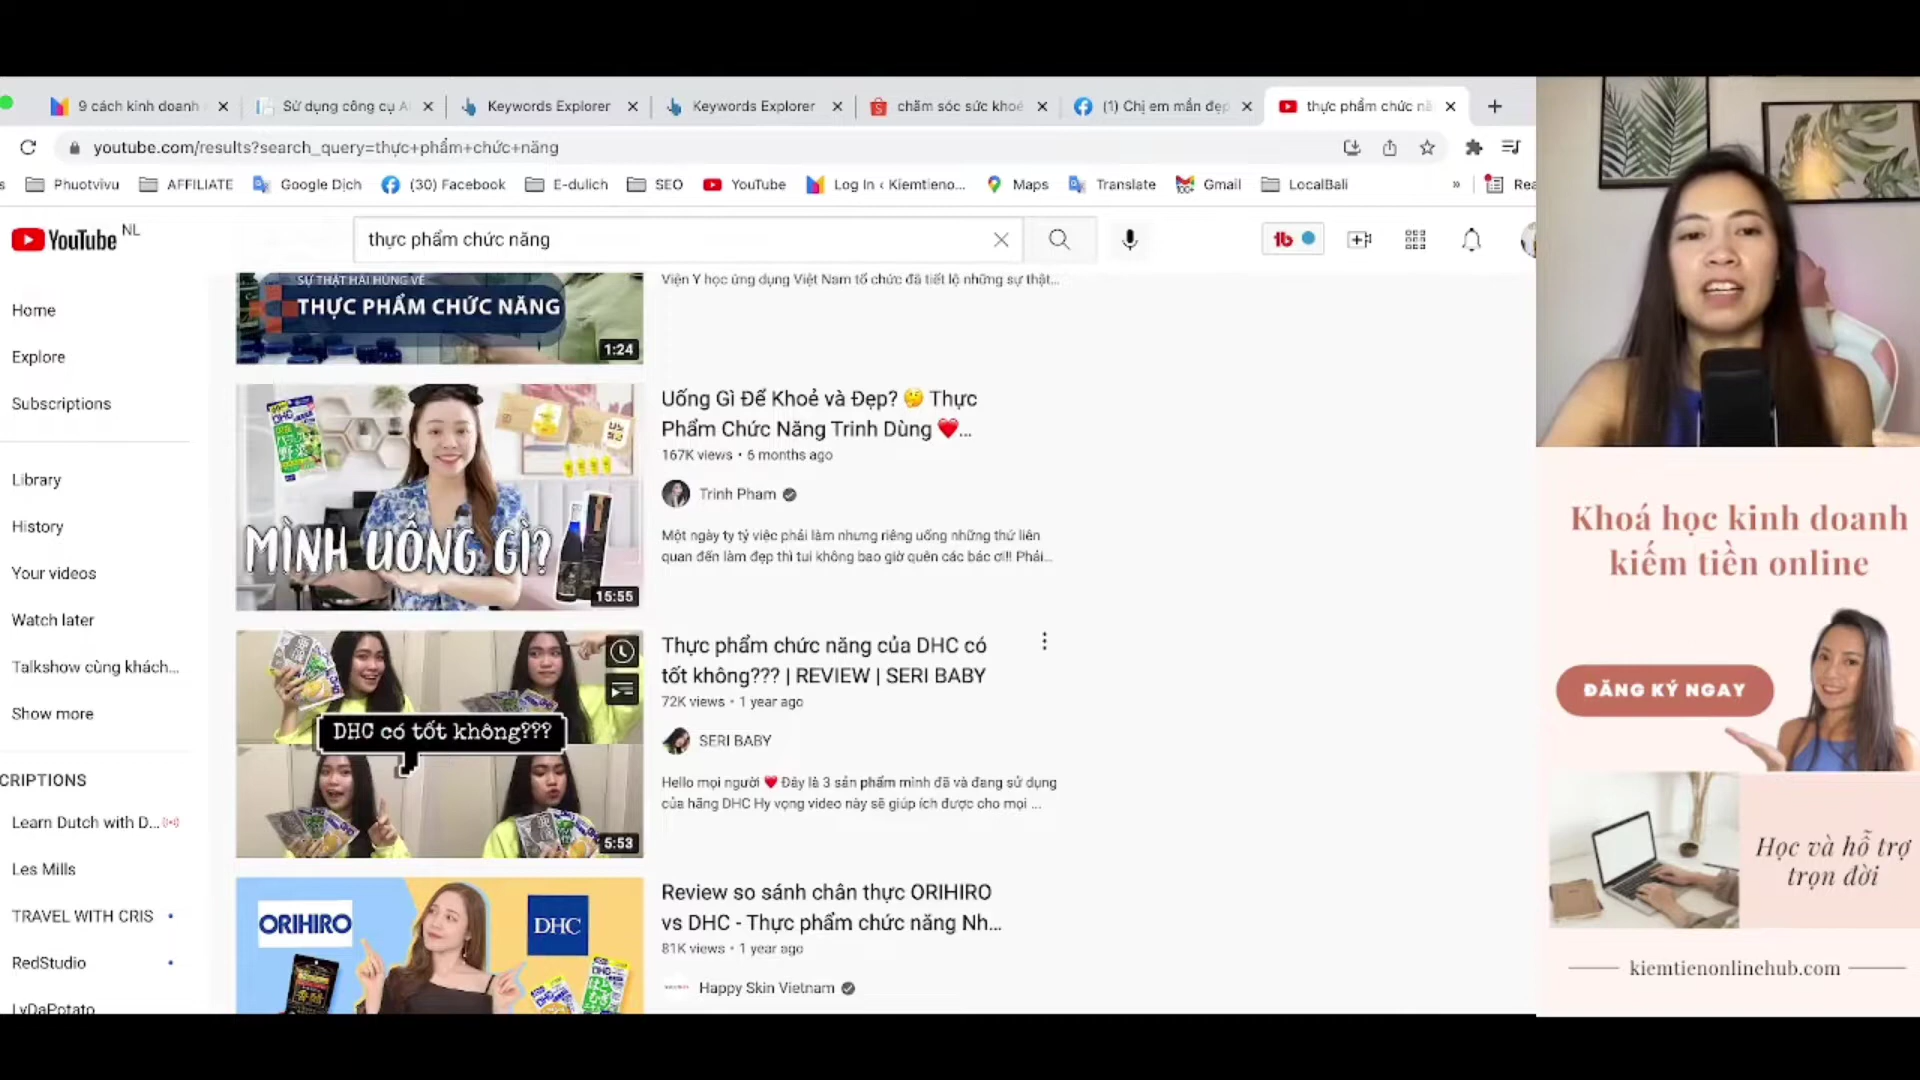 9 cách kinh doanh
Sử dụng công cụ AI
Keywords Explorer
Keywords Explorer
chăm sóc sức khoẻ
(1) Chị em mắn đẹp
thực phẩm chức nă
youtube.com/results?search_query=thực+phẩm+chức+năng
Phuotvivu
AFFILIATE
Google Dịch
(30) Facebook
E-dulich
SEO
YouTube
Log In ‹ Kiemtieno...
Maps
Translate
Gmail
LocalBali
»
Rea
YouTube NL
thực phẩm chức năng
Home
Explore
Subscriptions
Library
History
Your videos
Watch later
Talkshow cùng khách...
Show more
CRIPTIONS
Learn Dutch with D...
Les Mills
TRAVEL WITH CRIS
RedStudio
LyDaPotato
SỰ THẬT HÃI HÙNG VỀ
THỰC PHẨM CHỨC NĂNG
1:24
Viện Y học ứng dụng Việt Nam tổ chức đã tiết lộ những sự thật...
MÌNH UỐNG GÌ?
15:55
Uống Gì Để Khoẻ và Đẹp? 🤔 Thực
Phẩm Chức Năng Trinh Dùng ❤️...
167K views • 6 months ago
Trinh Pham
Một ngày tỷ tỷ việc phải làm nhưng riêng uống những thứ liên
quan đến làm đẹp thì tui không bao giờ quên các bác ơi!! Phải...
DHC có tốt không???
5:53
Thực phẩm chức năng của DHC có
tốt không??? | REVIEW | SERI BABY
72K views • 1 year ago
SERI BABY
Hello mọi người ❤️ Đây là 3 sản phẩm mình đã và đang sử dụng
của hãng DHC Hy vọng video này sẽ giúp ích được cho mọi ...
ORIHIRO
DHC
Review so sánh chân thực ORIHIRO
vs DHC - Thực phẩm chức năng Nh...
81K views • 1 year ago
Happy Skin Vietnam
Khoá học kinh doanh
kiếm tiền online
ĐĂNG KÝ NGAY
Học và hỗ trợ
trọn đời
kiemtienonlinehub.com